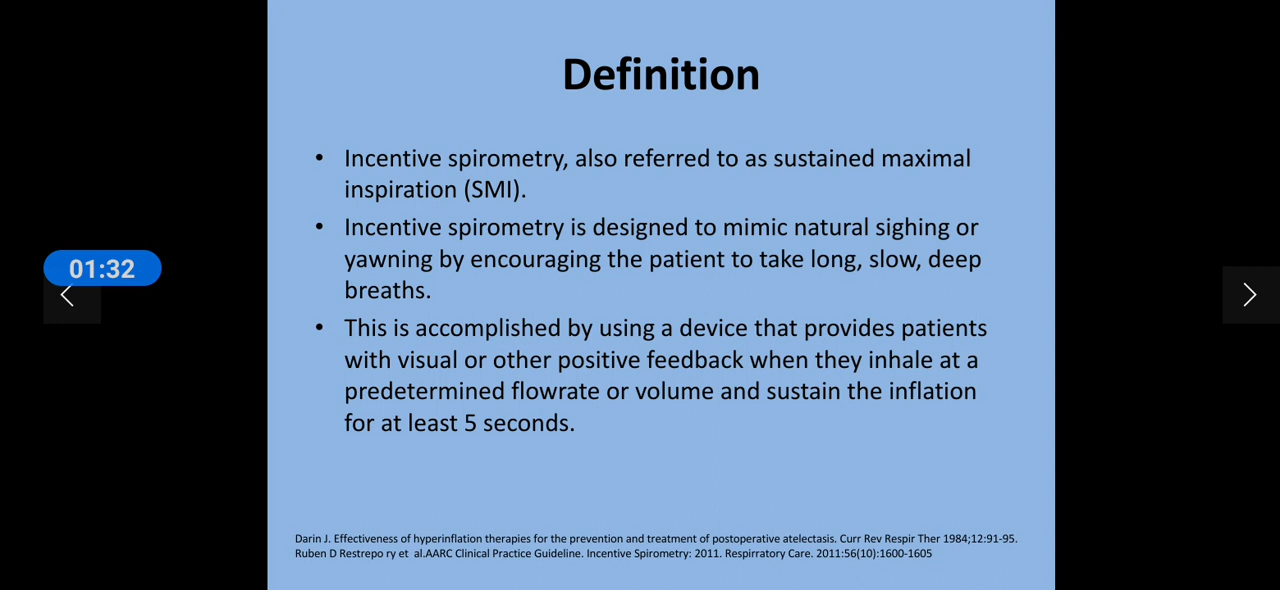 Definition
• Incentive spirometry, also referred to as sustained maximal
inspiration (SMI).
• Incentive spirometry is designed to mimic natural sighing or
yawning by encouraging the patient to take long, slow, deep
breaths.
01:32
• This is accomplished by using a device that provides patients
with visual or other positive feedback when they inhale at a
predetermined flowrate or volume and sustain the inflation
for at least 5 seconds.
Darin J. Effectiveness of hyperinflation therapies for the prevention and treatment of postoperative atelectasis. Curr Rev Respir Ther 1984;12:91-95.
Ruben D Restrepo ry et al.AARC Clinical Practice Guideline. Incentive Spirometry: 2011. Respirratory Care. 2011:56(10):1600-1605